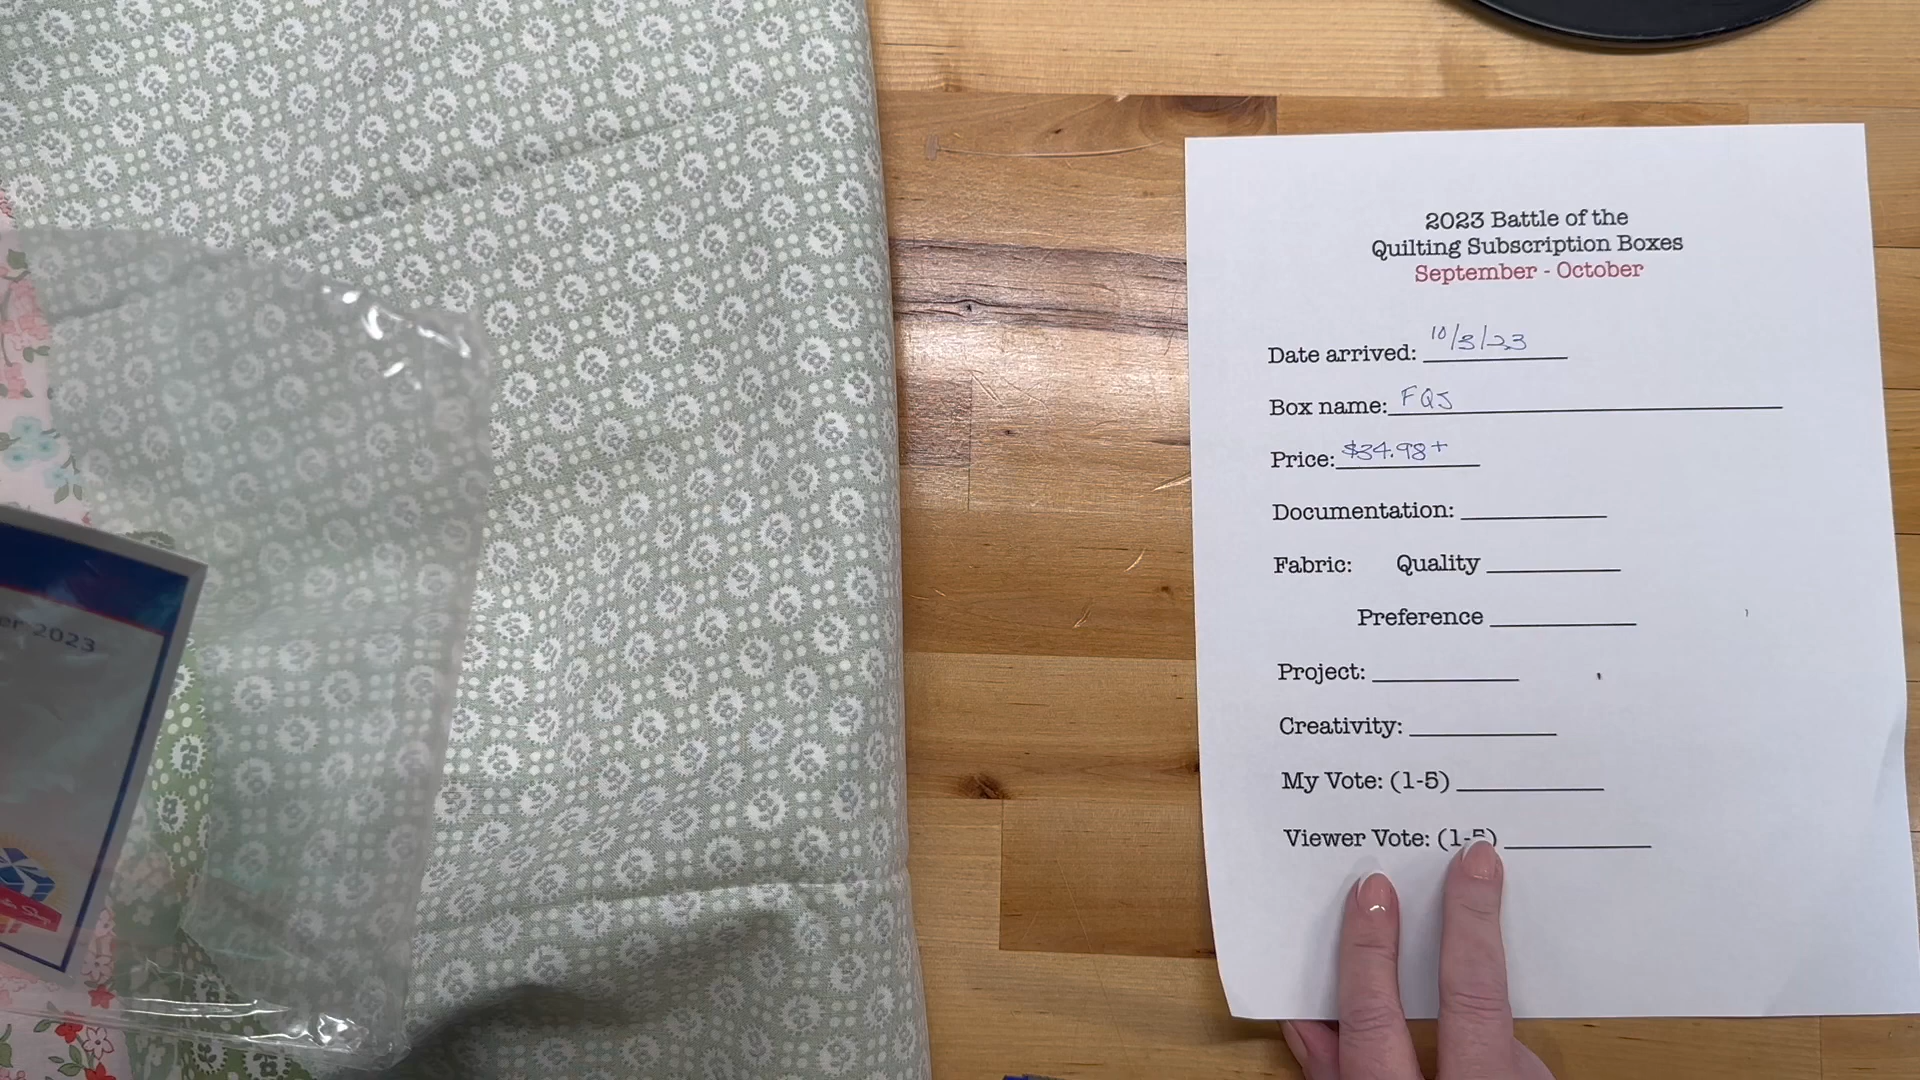 2023 Battle of the
Quilting Subscription Boxes
September - October
Date arrived: 10/3/23
Box name: FQS
Price: $34.98+
Documentation:
Fabric: Quality
Preference
Project:
Creativity:
My Vote: (1-5)
Viewer Vote: (1-5)
2023